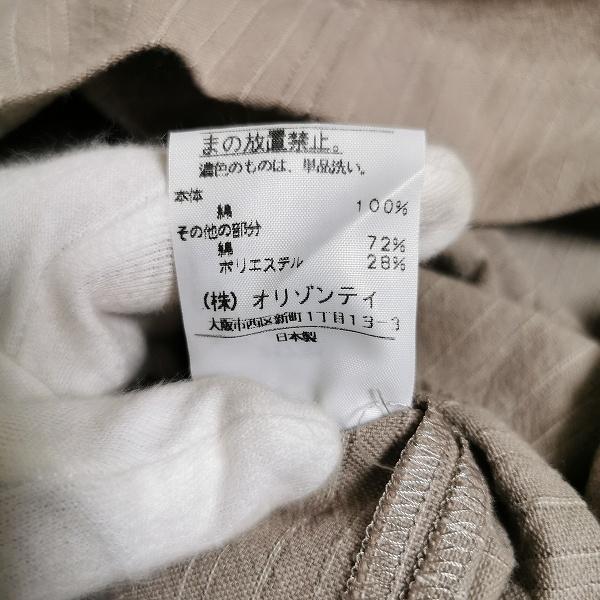 まの放置禁止。
濃色のものは、単品洗い。
本体
綿 100%
その他の部分
綿 72%
ポリエステル 28%
(株) オリゾンティ
大阪市西区新町1丁目13-3
日本製